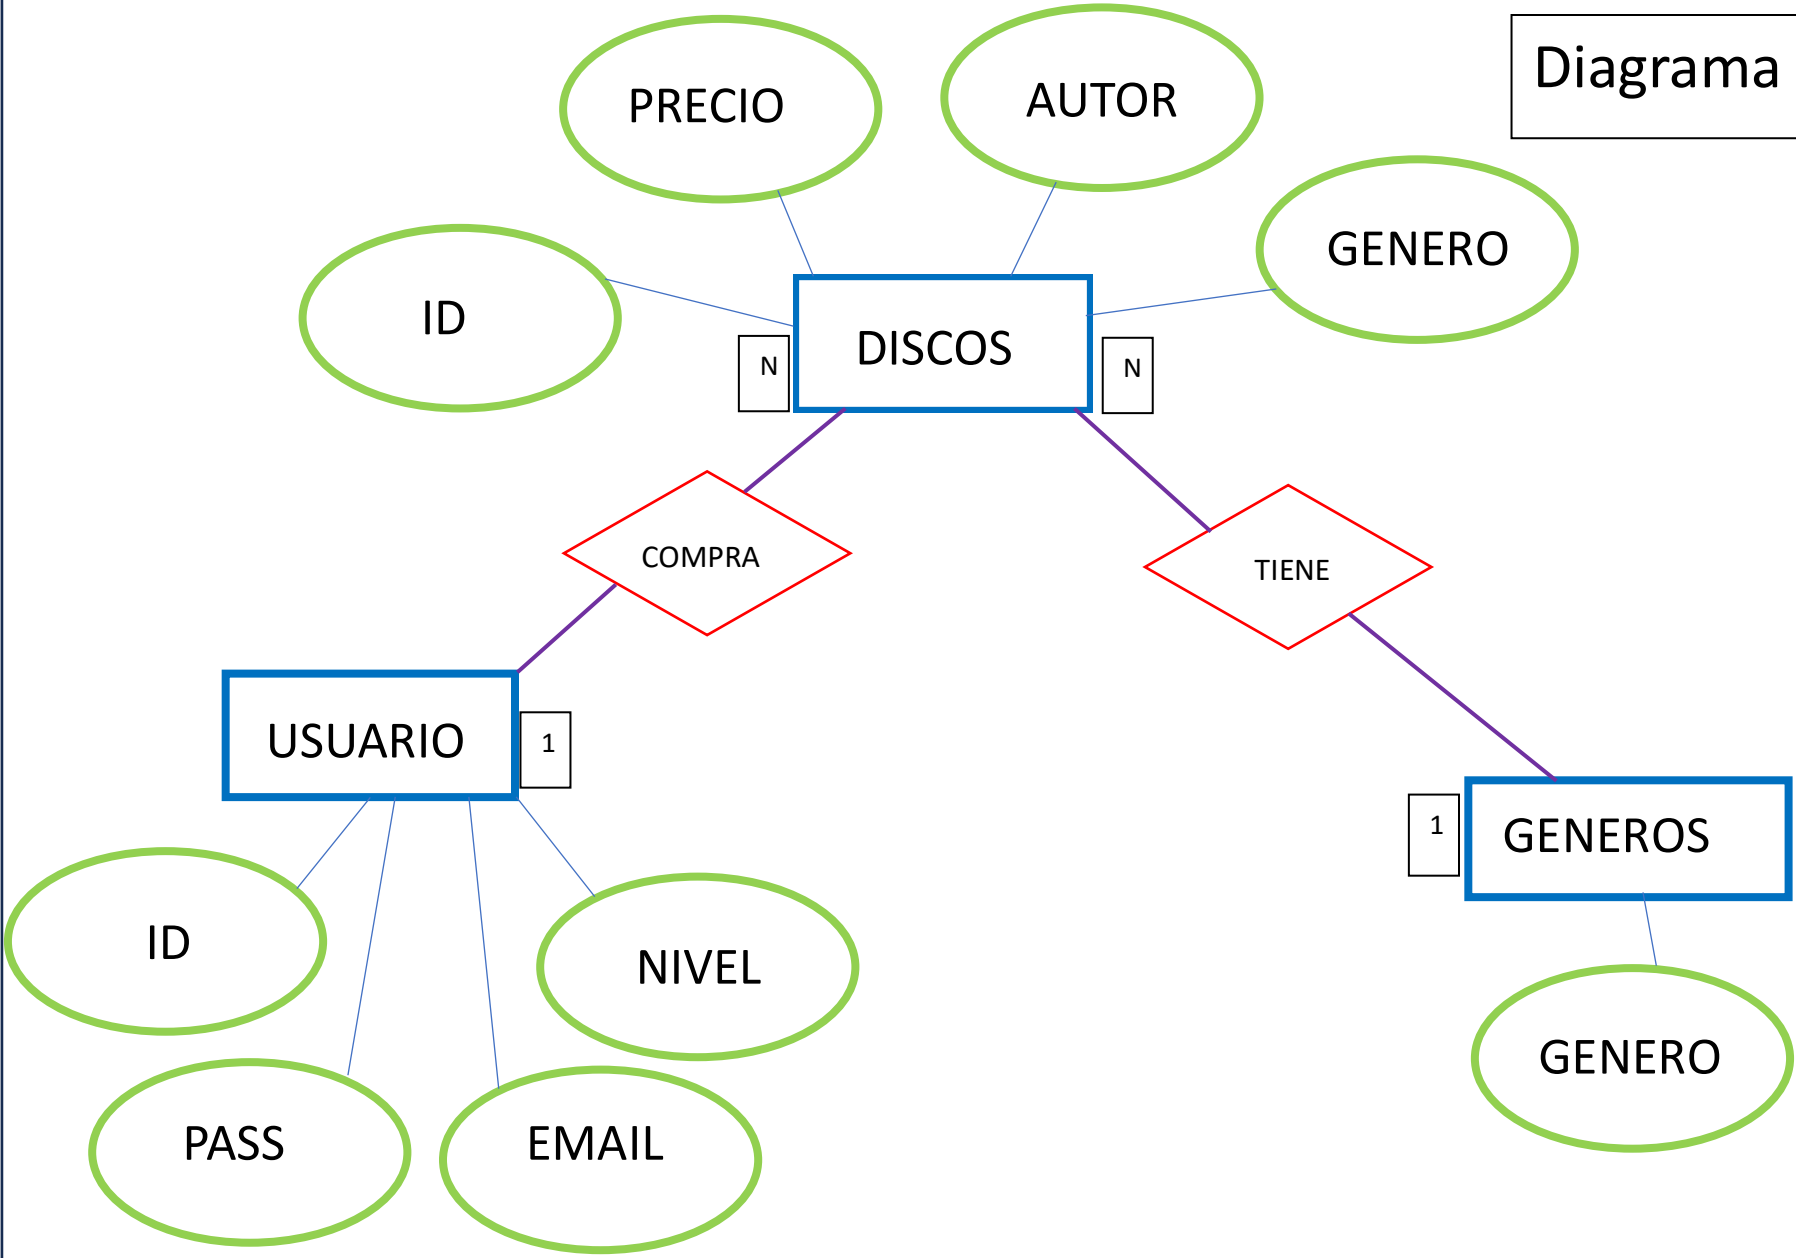 PRECIO
AUTOR
Diagrama
GENERO
ID
DISCOS
N
N
COMPRA
TIENE
USUARIO
1
1
GENEROS
ID
NIVEL
GENERO
PASS
EMAIL